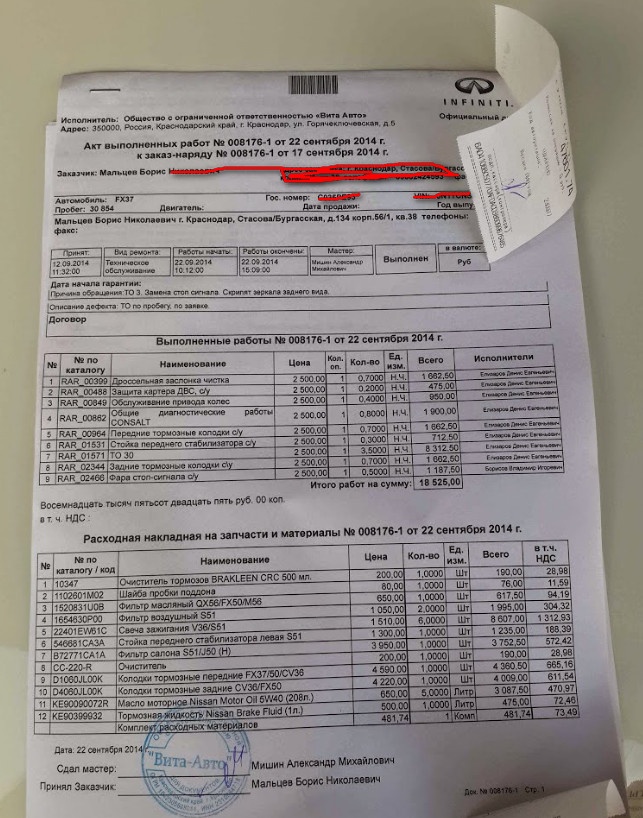 INFINITI.
Исполнитель: Общество с ограниченной ответственностью «Вита Авто»
Официальный
Адрес: 350000, Россия, Краснодарский край, г. Краснодар, ул. Горячеключевская, д.5
Акт выполненных работ № 008176-1 от 22 сентября 2014 г.
к заказ-наряду № 008176-1 от 17 сентября 2014 г.
Заказчик: Мальцев Борис г. Краснодар, Стасова/Бургасская
Автомобиль: FX37 Гос. номер:
Пробег: 30 854 Двигатель: Дата продажи: Год вып
Мальцев Борис Николаевич г. Краснодар, Стасова/Бургасская, д.134 корп.56/1, кв.38 телефоны:
факс:
Принят: Вид ремонта: Работы начаты: Работы окончены: Мастер: Выполнен в валюте:
12.09.2014 11:32:00 Техническое обслуживание 22.09.2014 10:12:00 22.09.2014 15:09:00 Мишин Александр Михайлович Руб
Дата начала гарантии:
Причина обращения:ТО 3. Замена стоп сигнала. Скрипят зеркала заднего вида.
Описание дефекта: ТО по пробегу, по заявке.
Договор
Выполненные работы № 008176-1 от 22 сентября 2014 г.
№ № по каталогу Наименование Цена Кол. оп. Кол-во Ед. изм. Всего Исполнители
1 RAR_00399 Дроссельная заслонка чистка 2 500,00 1 0,7000 Н.Ч. 1 662,50 Елизаров Денис Евгеньевич
2 RAR_00488 Защита картера ДВС, с/у 2 500,00 1 0,2000 Н.Ч. 475,00 Елизаров Денис Евгеньевич
3 RAR_00849 Обслуживание привода колес 2 500,00 1 0,4000 Н.Ч. 950,00 Елизаров Денис Евгеньевич
4 RAR_00862 Общие диагностические работы CONSALT 2 500,00 1 0,8000 Н.Ч. 1 900,00 Елизаров Денис Евгеньевич
5 RAR_00964 Передние тормозные колодки с/у 2 500,00 1 0,7000 Н.Ч. 1 662,50 Елизаров Денис Евгеньевич
6 RAR_01531 Стойка переднего стабилизатора с/у 2 500,00 1 0,3000 Н.Ч. 712,50 Елизаров Денис Евгеньевич
7 RAR_01571 ТО 30 2 500,00 1 3,5000 Н.Ч. 8 312,50 Елизаров Денис Евгеньевич
8 RAR_02344 Задние тормозные колодки с/у 2 500,00 1 0,7000 Н.Ч. 1 662,50 Елизаров Денис Евгеньевич
9 RAR_02466 Фара стоп-сигнала с/у 2 500,00 1 0,5000 Н.Ч. 1 187,50 Борисов Владимир Игоревич
Итого работ на сумму: 18 525,00
Восемнадцать тысяч пятьсот двадцать пять руб. 00 коп.
в т. ч. НДС :
Расходная накладная на запчасти и материалы № 008176-1 от 22 сентября 2014 г.
№ № по каталогу / код Наименование Цена Кол-во Ед. изм. Всего в т.ч. НДС
1 10347 Очиститель тормозов BRAKLEEN CRC 500 мл. 200,00 1,0000 Шт 190,00 28,98
2 1102601M02 Шайба пробки поддона 80,00 1,0000 Шт 76,00 11,59
3 1520831U0B Фильтр масляный QX56/FX50/M56 650,00 1,0000 Шт 617,50 94,19
4 1654630P00 Фильтр воздушный S51 1 050,00 2,0000 Шт 1 995,00 304,32
5 22401EW61C Свеча зажигания V36/S51 1 510,00 6,0000 Шт 8 607,00 1 312,93
6 546681CA3A Стойка переднего стабилизатора левая S51 1 300,00 1,0000 Шт 1 235,00 188,39
7 B72771CA1A Фильтр салона S51/J50 (H) 3 950,00 1,0000 Шт 3 752,50 572,42
8 CC-220-R Очиститель 200,00 1,0000 Шт 190,00 28,98
9 D1060JL00K Колодки тормозные передние FX37/50/CV36 4 590,00 1,0000 Шт 4 360,50 665,16
10 D4060JL00K Колодки тормозные задние CV36/FX50 4 220,00 1,0000 Шт 4 009,00 611,54
11 KE90090072R Масло моторное Nissan Motor Oil 5W40 (208л.) 650,00 5,0000 Литр 3 087,50 470,97
12 KE90399932 Тормозная жидкость Nissan Brake Fluid (1л.) 500,00 1,0000 Литр 475,00 72,46
Комплект расходных материалов 481,74 1 Комп 481,74 73,49
Дата: 22 сентября 2014 г.
"Вита-Авто"
Сдал мастер: Мишин Александр Михайлович
Принял Заказчик: Мальцев Борис Николаевич
Док. № 008176-1 Стр. 1